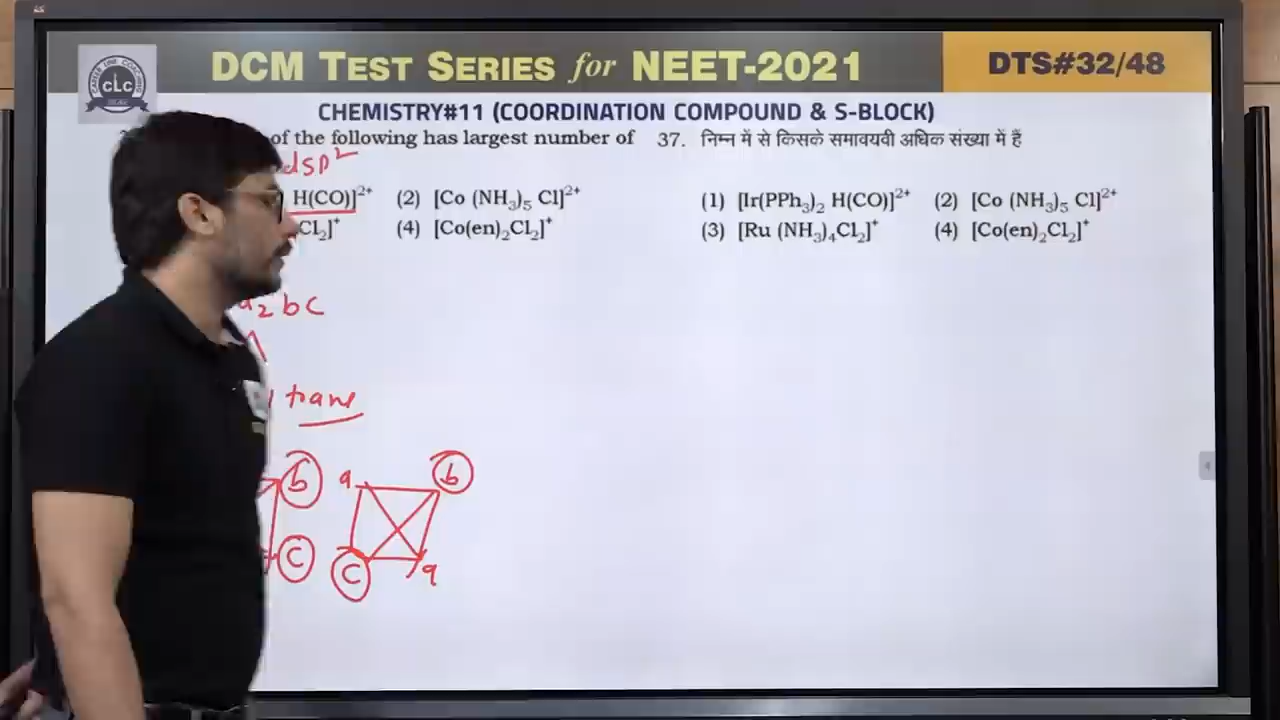 DCM TEST SERIES for NEET-2021
DTS#32/48
CLC
CHEMISTRY#11 (COORDINATION COMPOUND & S-BLOCK)
of the following has largest number of
dsp²
H(CO)]²⁺ (2) [Co (NH₃)₅ Cl]²⁺
Cl₂]⁺ (4) [Co(en)₂Cl₂]⁺
37. निम्न में से किसके समावयवी अधिक संख्या में हैं
(1) [Ir(PPh₃)₂ H(CO)]²⁺ (2) [Co (NH₃)₅ Cl]²⁺
(3) [Ru (NH₃)₄Cl₂]⁺ (4) [Co(en)₂Cl₂]⁺
a₂bc
trans
b a b
c c a